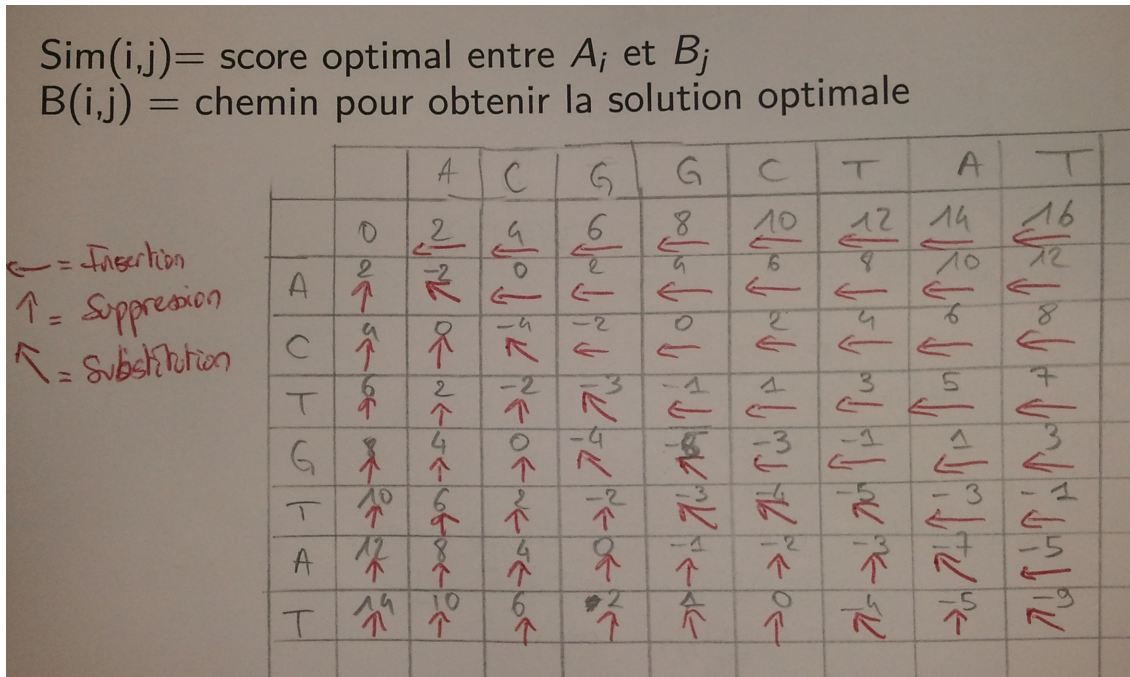 Sim(i,j)= score optimal entre Ai et Bj
B(i,j) = chemin pour obtenir la solution optimale
A C G G C T A T
0 2 4 6 8 10 12 14 16
← = Insertion
A 2 -2 0 2 4 6 8 10 12
↑ = Suppression
C 4 0 -4 -2 0 2 4 6 8
↖ = Substitution
T 6 2 -2 -3 -1 1 3 5 7
G 8 4 0 -4 -3 -1 1 3
T 10 6 2 -2 -3 -4 -5 -3 -1
A 12 8 4 0 -1 -2 -3 -7 -5
T 14 10 6 2 1 0 -4 -5 -9